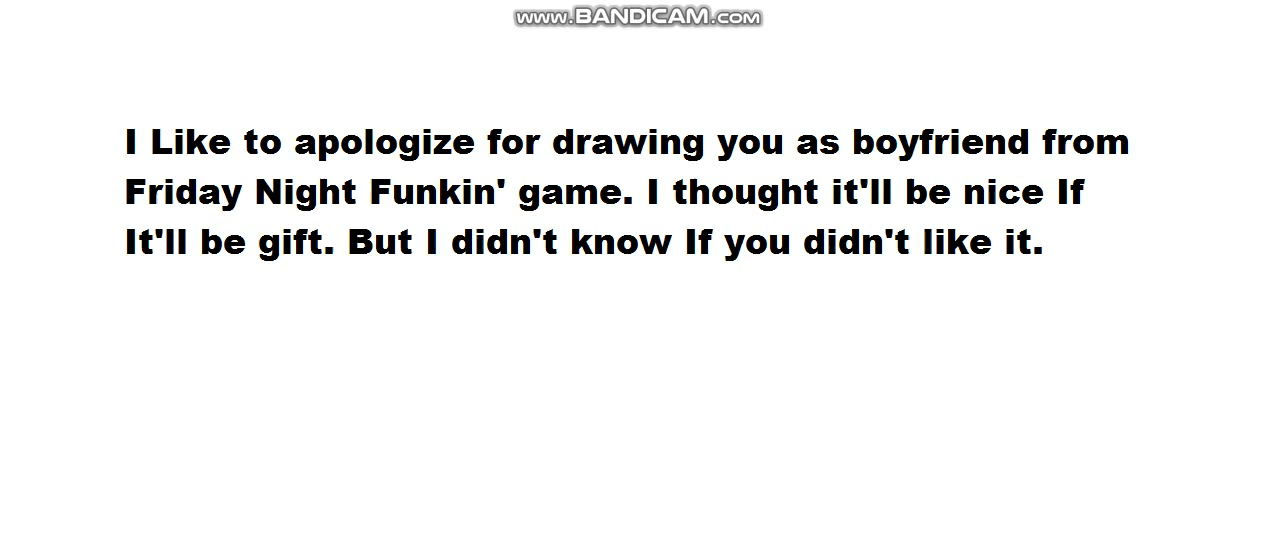 www.BANDICAM.com
I Like to apologize for drawing you as boyfriend from
Friday Night Funkin' game. I thought it'll be nice If
It'll be gift. But I didn't know If you didn't like it.